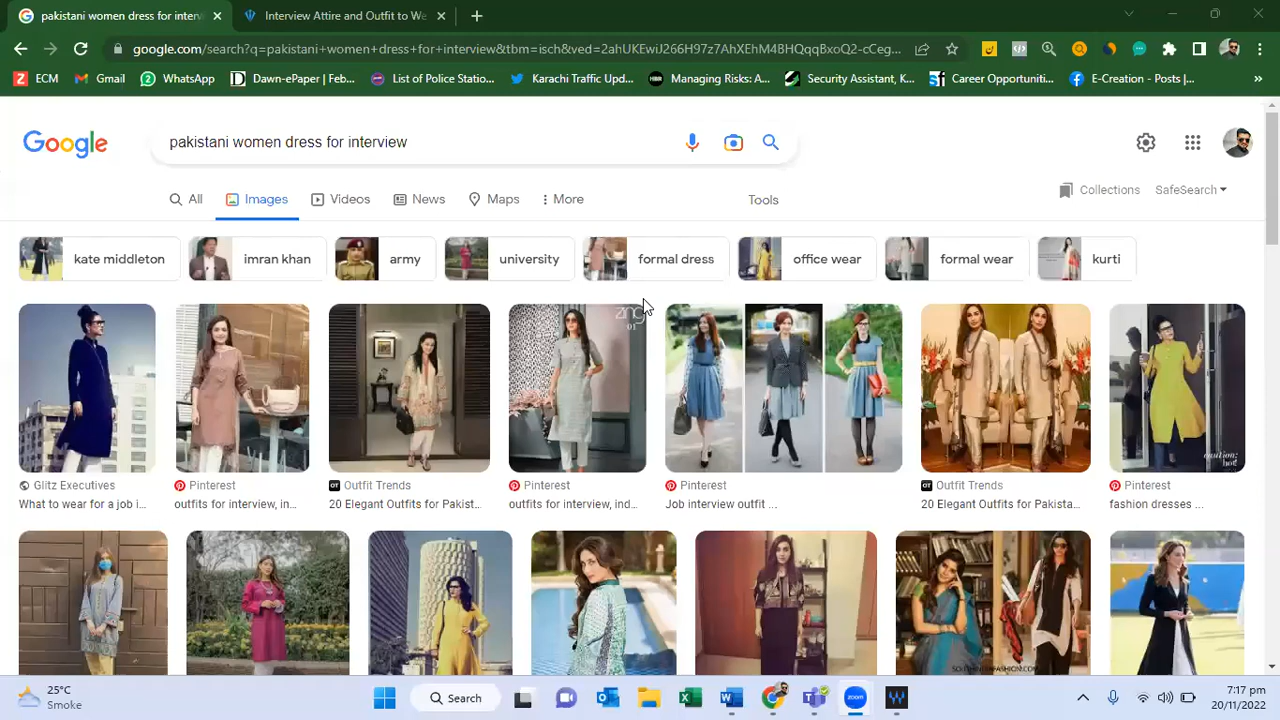 pakistani women dress for interv
Interview Attire and Outfit to We
google.com/search?q=pakistani+women+dress+for+interview&tbm=isch&ved=2ahUKEwiJ266H97z7AhXEhM4BHQqqBxoQ2-cCeg...
ECM
Gmail
WhatsApp
Dawn-ePaper | Feb...
List of Police Statio...
Karachi Traffic Upd...
Managing Risks: A...
Security Assistant, K...
Career Opportuniti...
E-Creation - Posts |...
»
Google
pakistani women dress for interview
All
Images
Videos
News
Maps
More
Tools
Collections
SafeSearch
kate middleton
imran khan
army
university
formal dress
office wear
formal wear
kurti
Glitz Executives
What to wear for a job i...
Pinterest
outfits for interview, in...
Outfit Trends
20 Elegant Outfits for Pakist...
Pinterest
outfits for interview, ind...
Pinterest
Job interview outfit ...
Outfit Trends
20 Elegant Outfits for Pakista...
Pinterest
fashion dresses ...
25°C
Smoke
Search
zoom
7:17 pm
20/11/2022